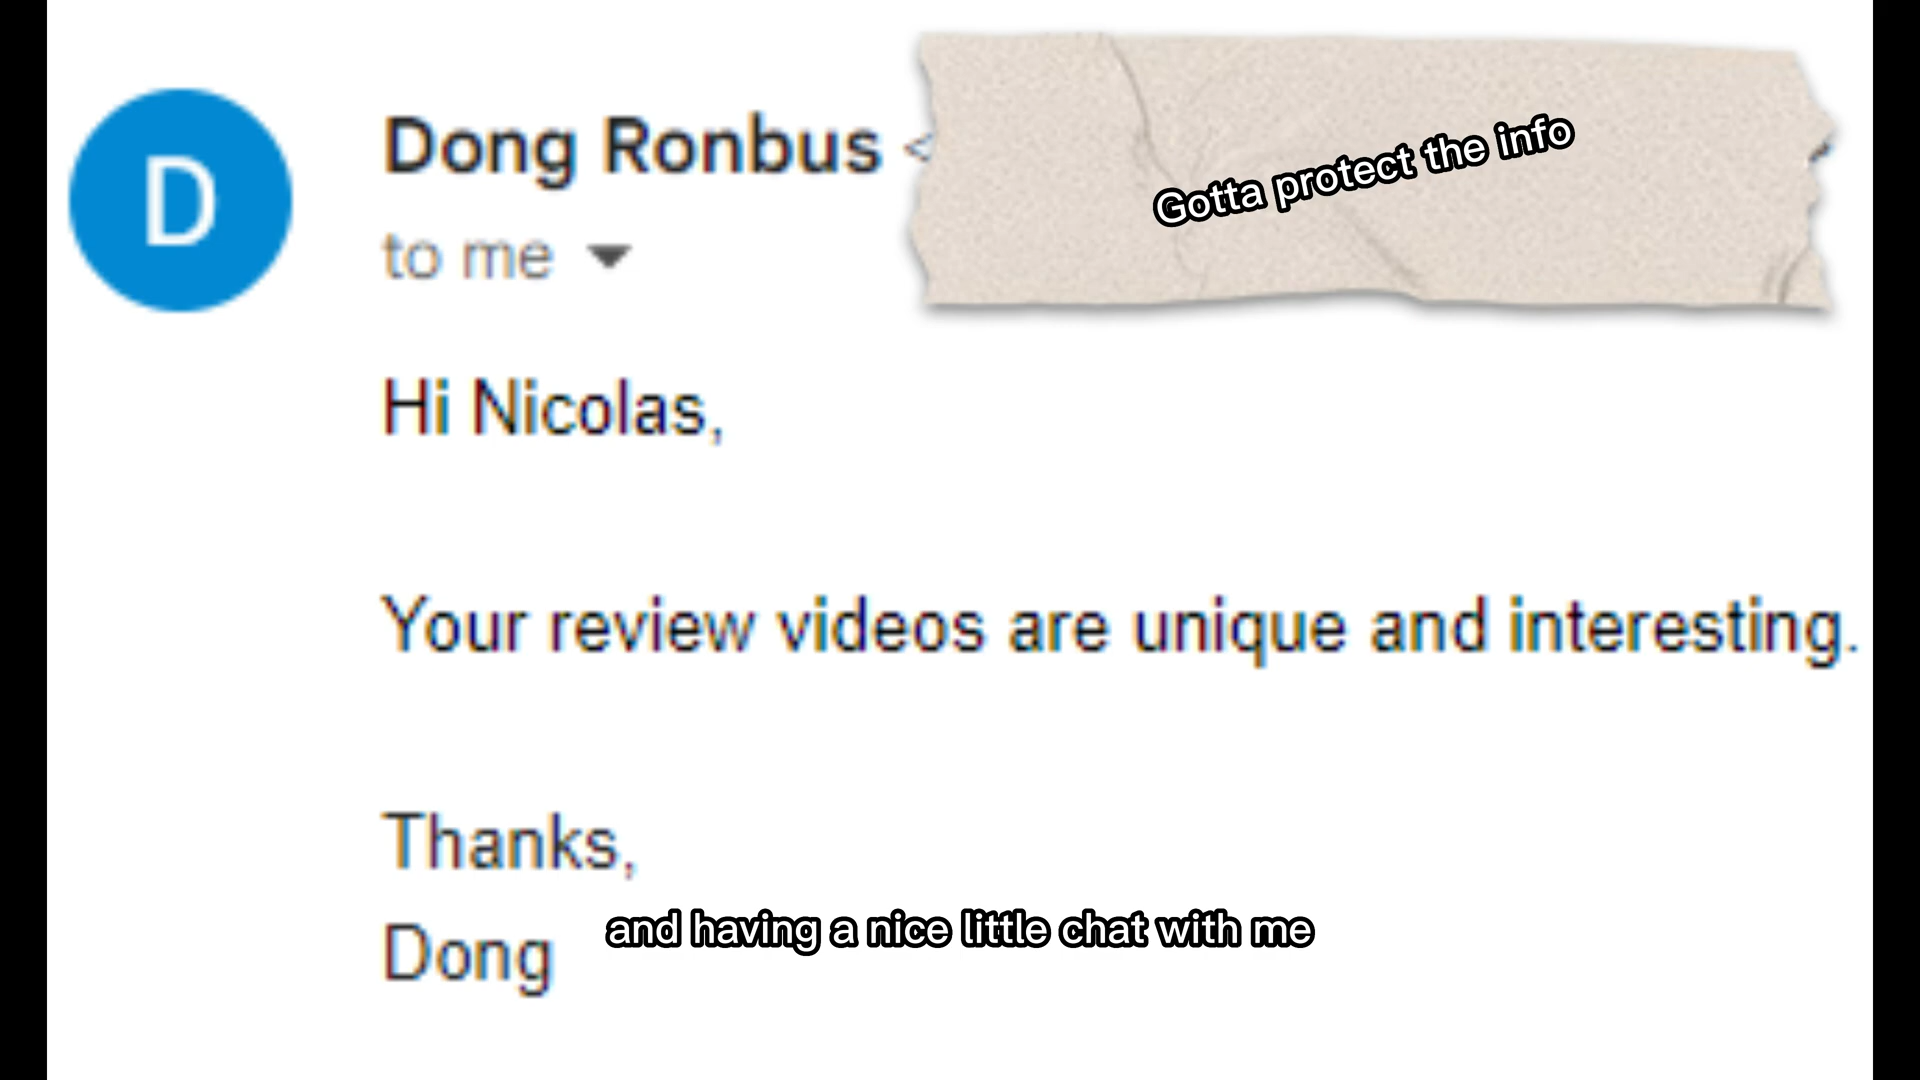 D
Dong Ronbus <
Gotta protect the info
to me
Hi Nicolas,
Your review videos are unique and interesting.
Thanks,
Dong
and having a nice little chat with me